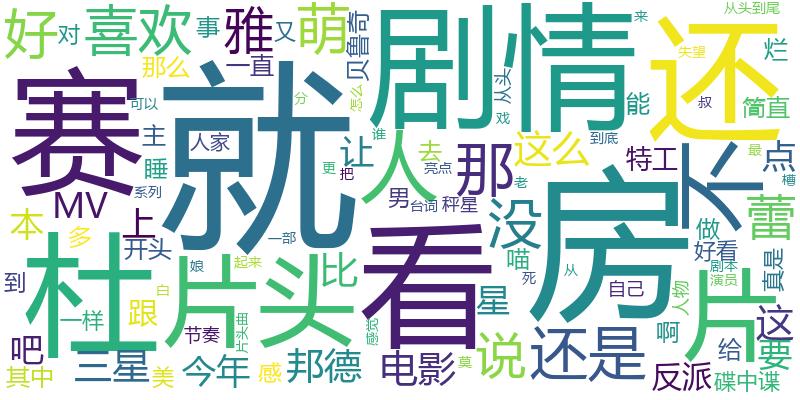 好
对
喜欢
事
雅
又
萌
贝鲁奇
剧情
从头到尾
来
还
失望
烂
叔
简直
赛
那么
一直
可以
就
分
怎么
从头
戏
能
主
人家
睡
让
谁
人
去
亮点
更
把
那
这么
到底
特工
不
最
点
槽
MV
系列
上
男
台词
秤星
老
没
房
做
蕾
本
多
开头
一部
看
喵
好看
到
杜
娘
起来
片头
比
死
从
自己
剧本
演员
真是
一样
白
跟
节奏
片头曲
感觉
星
人物
片
这
吧
三星
美
今年
感
邦德
电影
莫
说
还是
啊
给
要
其中
反派
碟中谍